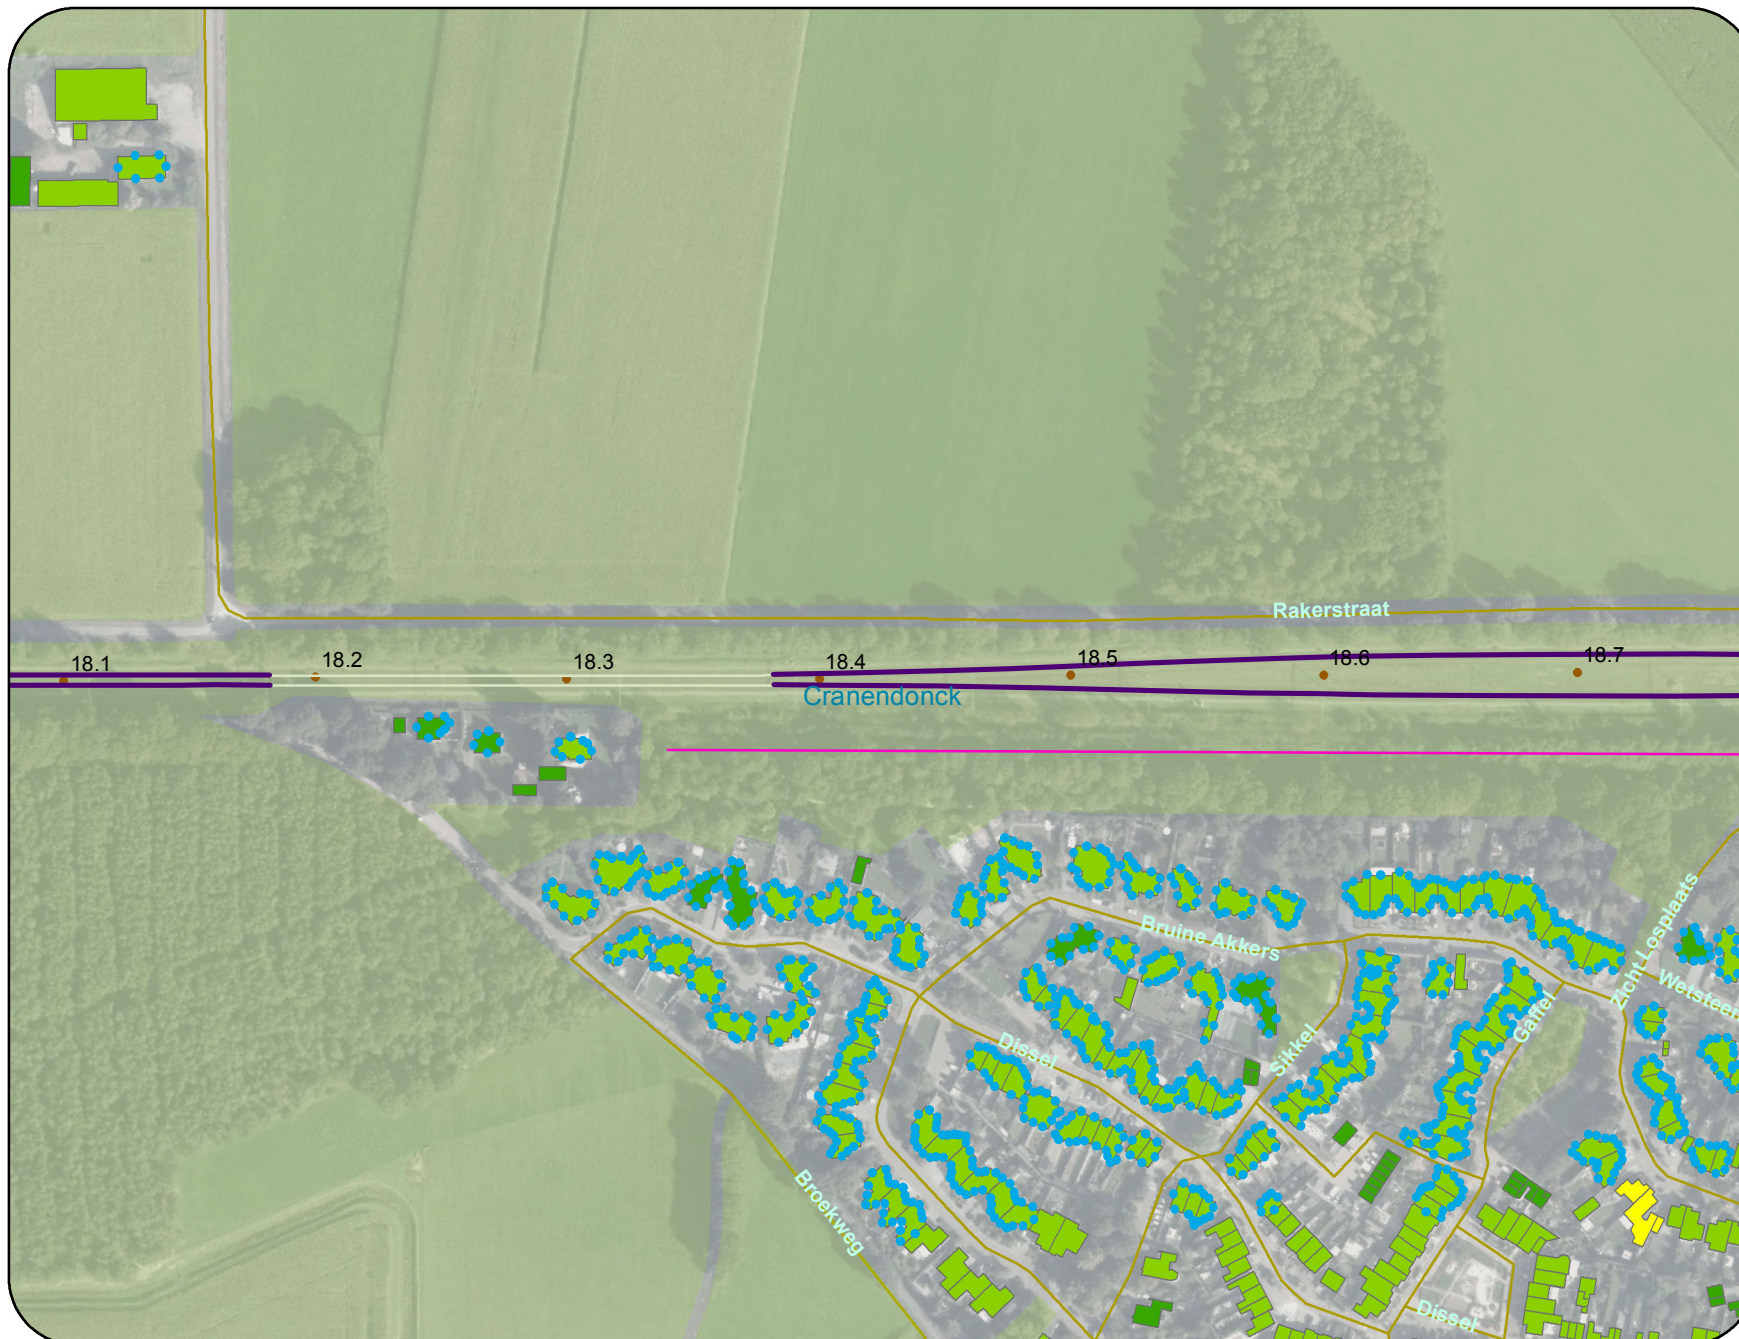 Rakerstraat
18.1
18.2
18.3
18.4
18.5
18.6
18.7
Cranendonck
Bruine Akkers
Zicht Losplaats
Gaffel
Sikkel
Dissel
Broekweg
Dissel